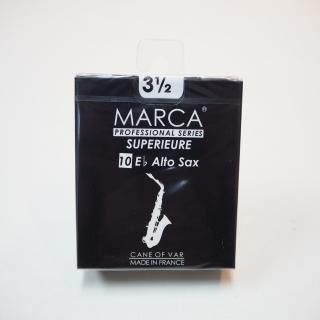 3½
MARCA®
PROFESSIONAL SERIES
SUPERIEURE
10 E♭ Alto Sax
CANE OF VAR
MADE IN FRANCE